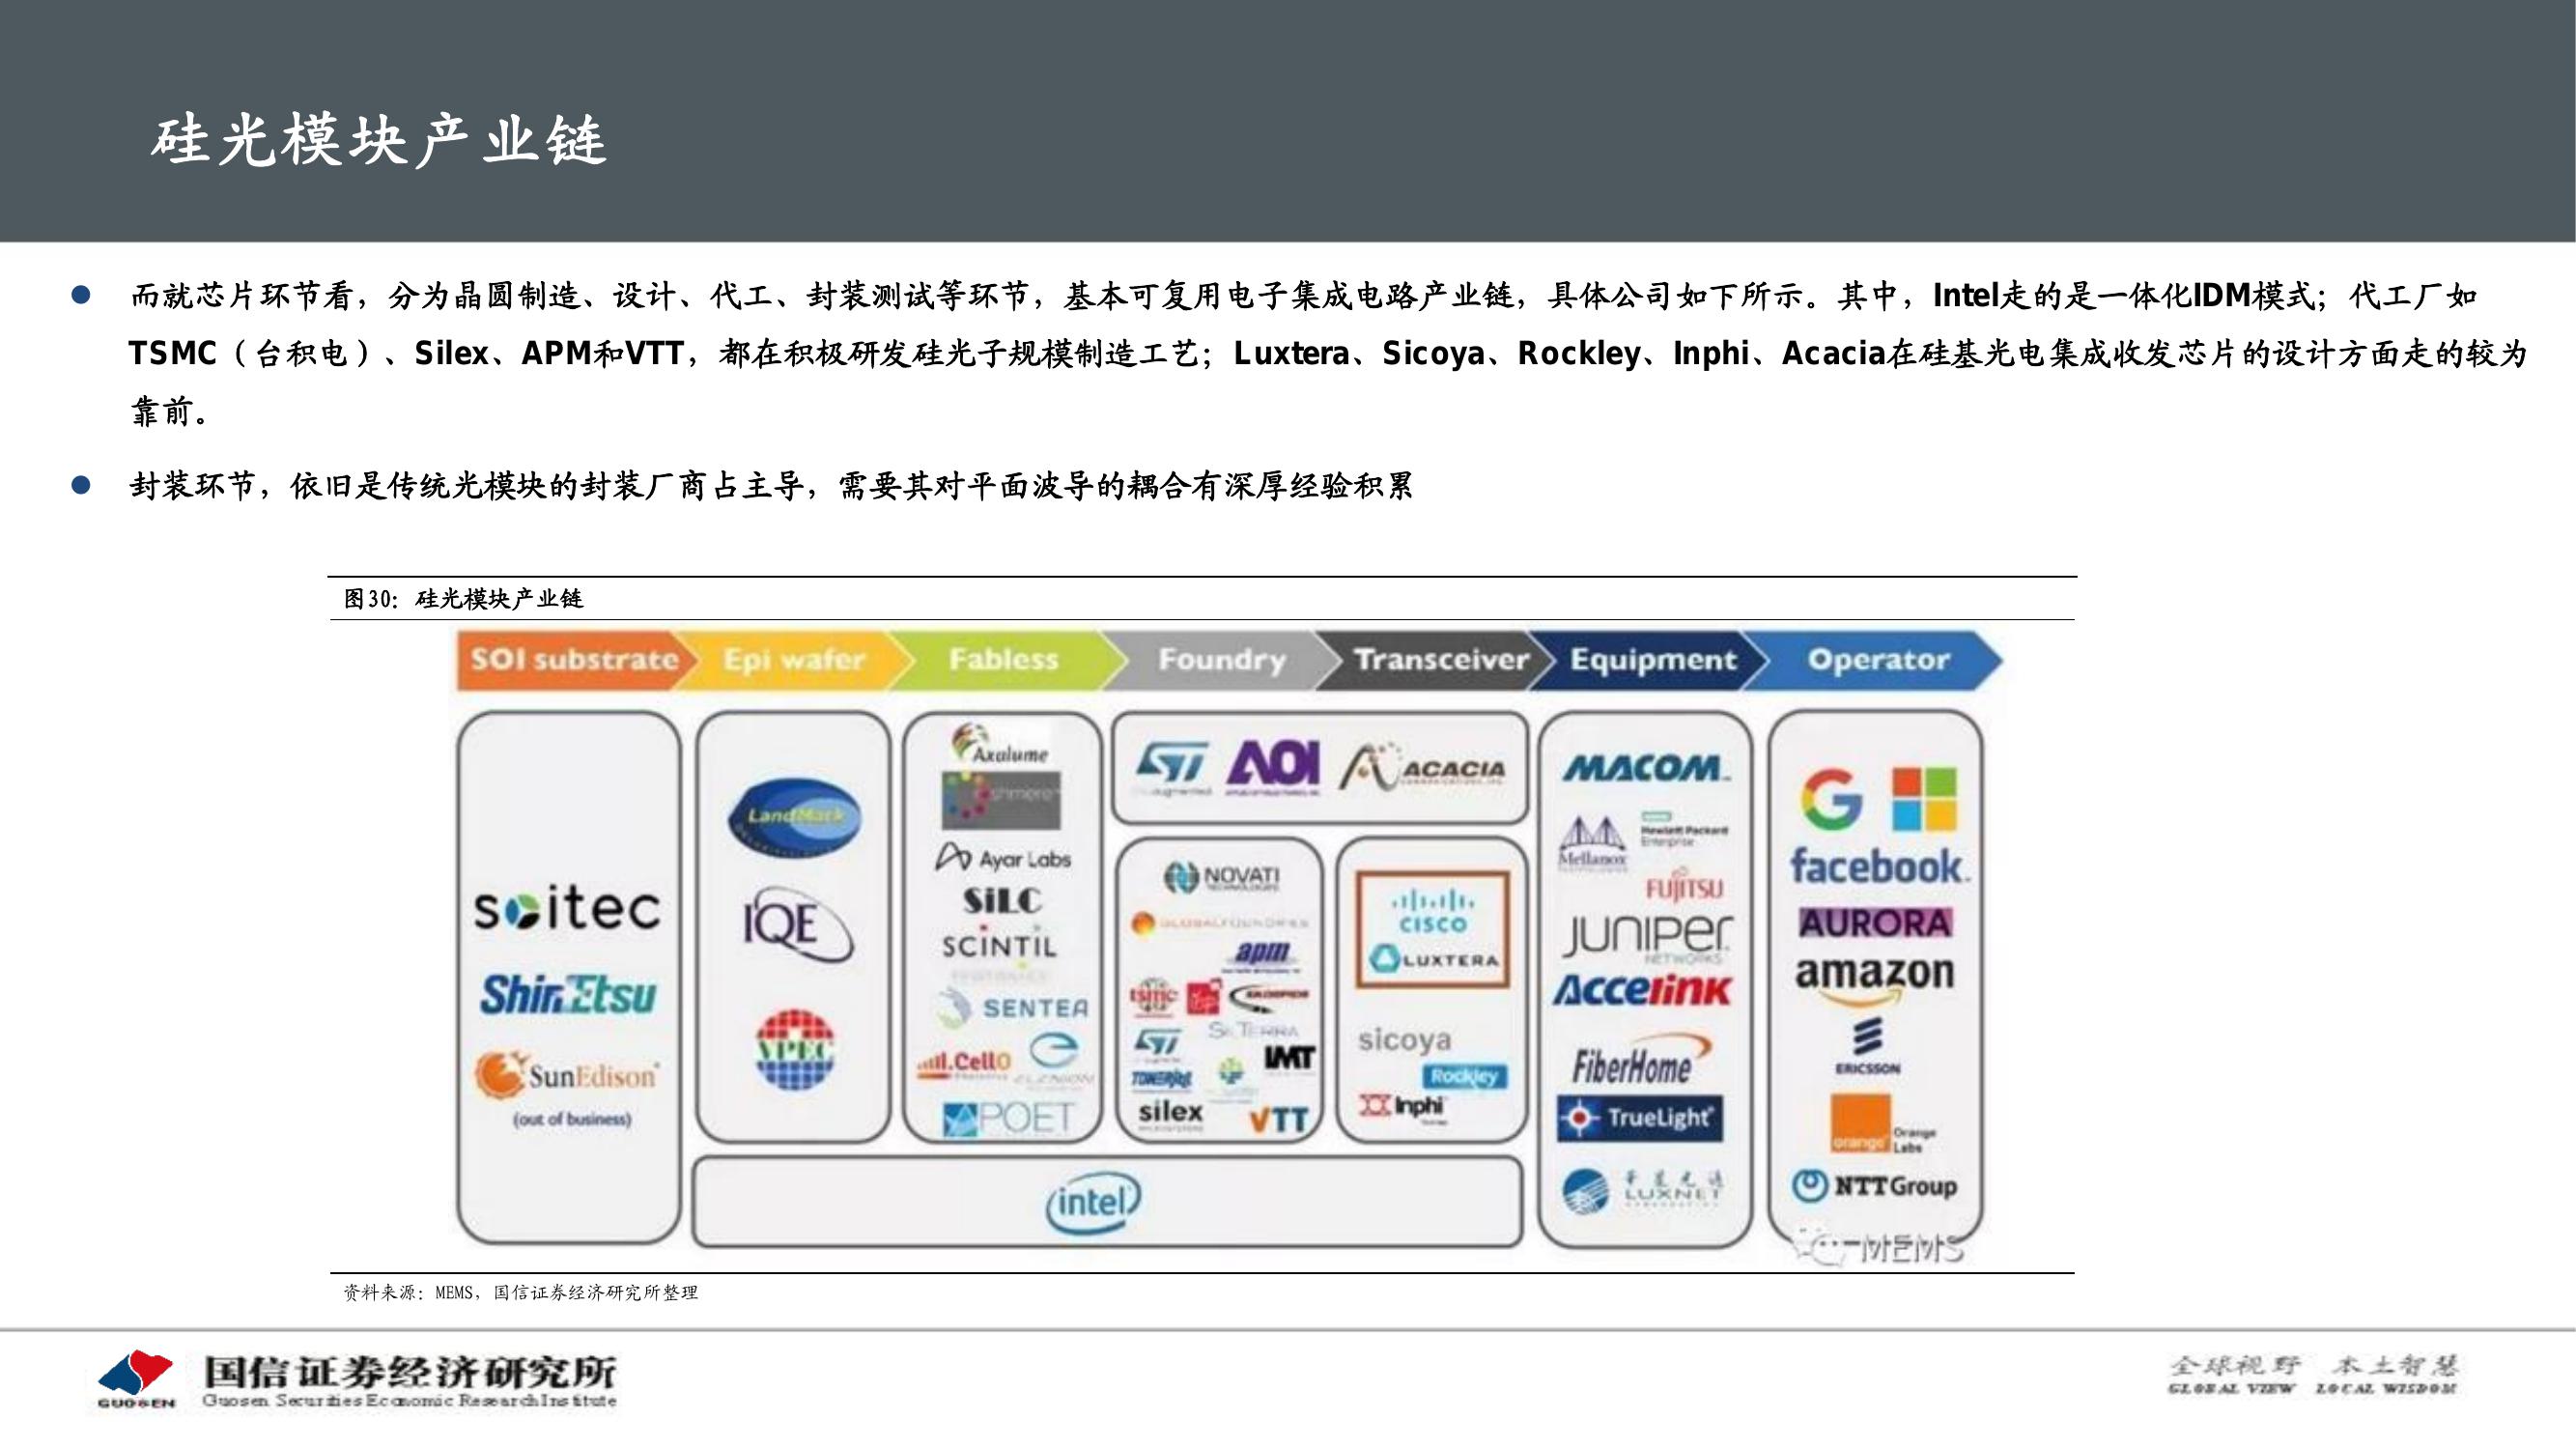 硅光模块产业链
而就芯片环节看，分为晶圆制造、设计、代工、封装测试等环节，基本可复用电子集成电路产业链，具体公司如下所示。其中，Intel走的是一体化IDM模式；代工厂如
TSMC（台积电）、Silex、APM和VTT，都在积极研发硅光子规模制造工艺；Luxtera、Sicoya、Rockley、Inphi、Acacia在硅基光电集成收发芯片的设计方面走的较为
靠前。
封装环节，依旧是传统光模块的封装厂商占主导，需要其对平面波导的耦合有深厚经验积累
图30：硅光模块产业链
SOI substrate
Epi wafer
Fabless
Foundry
Transceiver
Equipment
Operator
soitec
ShinEtsu
SunEdison
(out of business)
LandMark
IQE
VPEC
Axalume
Ayar Labs
SiLC
SCINTIL
SENTEA
.CellO
POET
ST
AOI
ACACIA
NOVATI
TECHNOLOGIES
GLOBALFOUNDRIES
apm
tsmc
ST
IMT
silex
VTT
CISCO
LUXTERA
sicoya
Rockley
Inphi
intel
MACOM
Mellanox
Hewlett Packard
Enterprise
FUJITSU
JUNIPER
NETWORKS
Accelink
FiberHome
TrueLight
LUXNET
G
facebook
AURORA
amazon
ERICSSON
orange
Orange
Labs
NTT Group
MEMS
资料来源：MEMS，国信证券经济研究所整理
GUOSEN
国信证券经济研究所
Guosen Securities Economic Research Institute
全球视野 本土智慧
GLOBAL VIEW LOCAL WISDOM